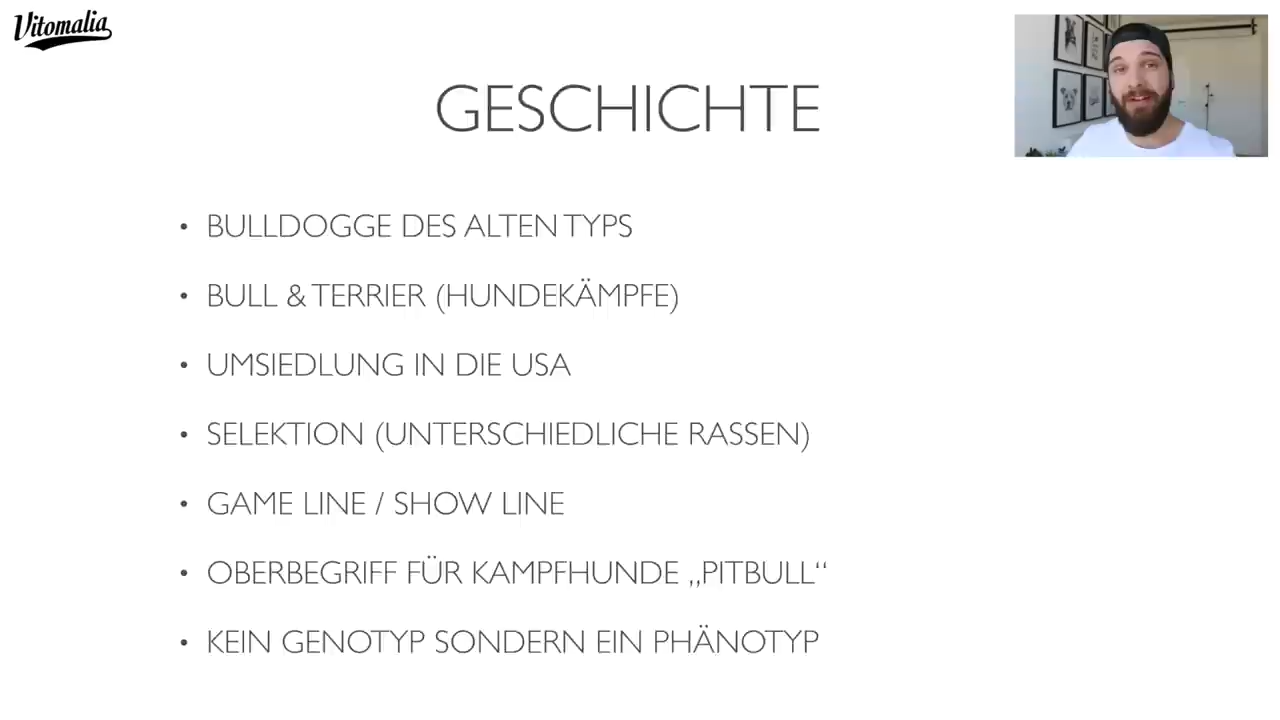 Vitomalia
GESCHICHTE
• BULLDOGGE DES ALTEN TYPS
• BULL & TERRIER (HUNDEKÄMPFE)
• UMSIEDLUNG IN DIE USA
• SELEKTION (UNTERSCHIEDLICHE RASSEN)
• GAME LINE / SHOW LINE
• OBERBEGRIFF FÜR KAMPFHUNDE „PITBULL“
• KEIN GENOTYP SONDERN EIN PHÄNOTYP